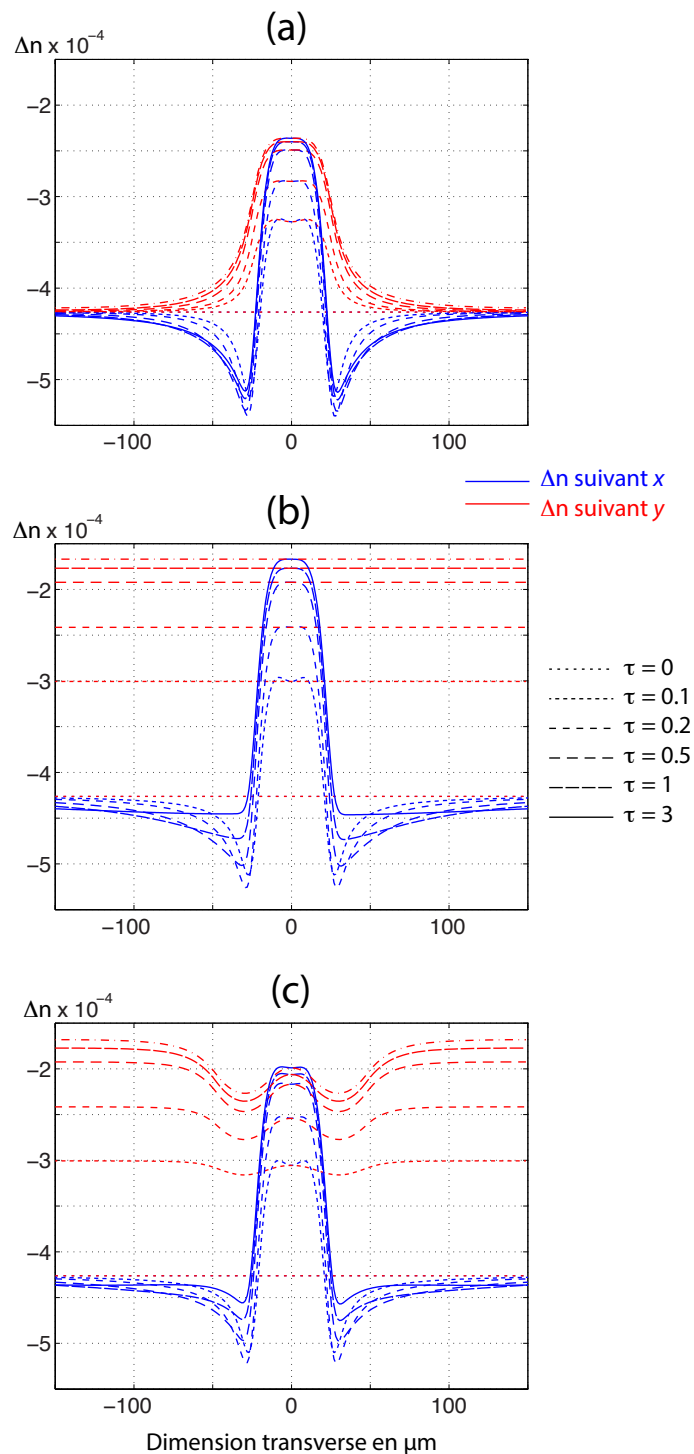 (a)
Δn x 10⁻⁴
−2
−3
−4
−5
−100
0
100
Δn suivant x
Δn suivant y
(b)
Δn x 10⁻⁴
−2
−3
−4
−5
−100
0
100
τ = 0
τ = 0.1
τ = 0.2
τ = 0.5
τ = 1
τ = 3
(c)
Δn x 10⁻⁴
−2
−3
−4
−5
−100
0
100
Dimension transverse en µm